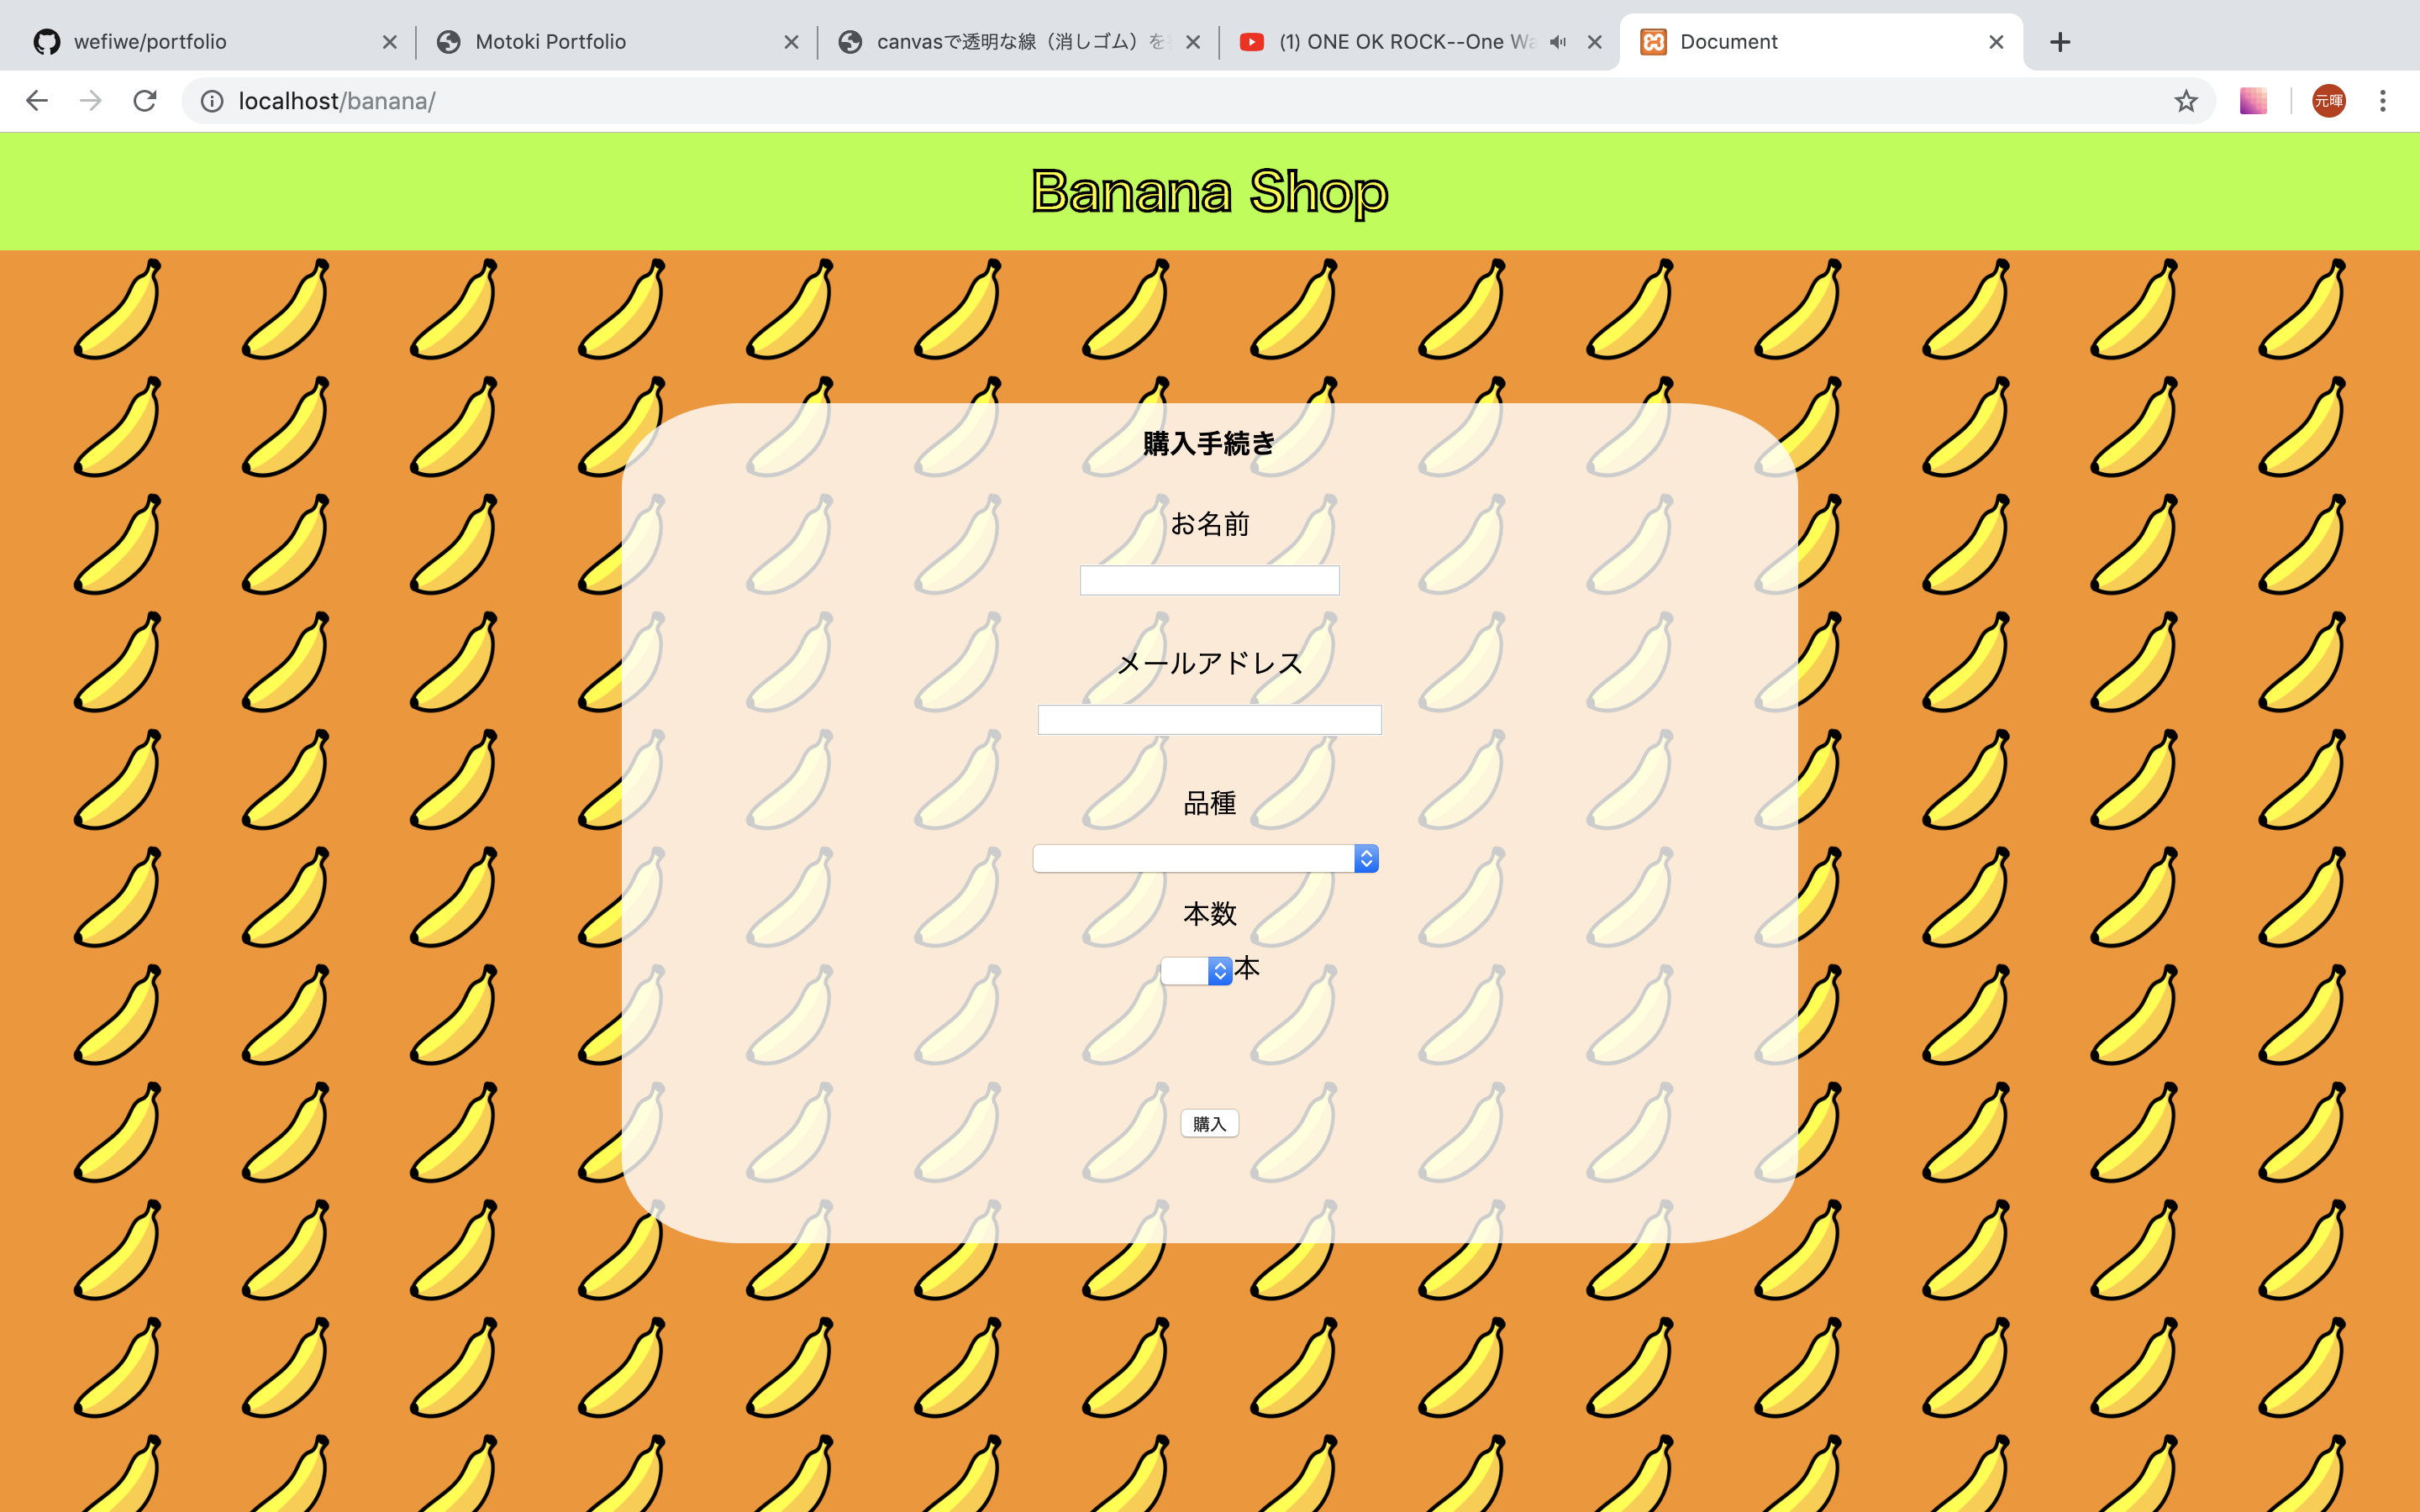 wefiwe/portfolio
Motoki Portfolio
canvasで透明な線（消しゴム）を
(1) ONE OK ROCK--One Wa
Document
localhost/banana/
元暉
Banana Shop
購入手続き
お名前
メールアドレス
品種
本数
本
購入